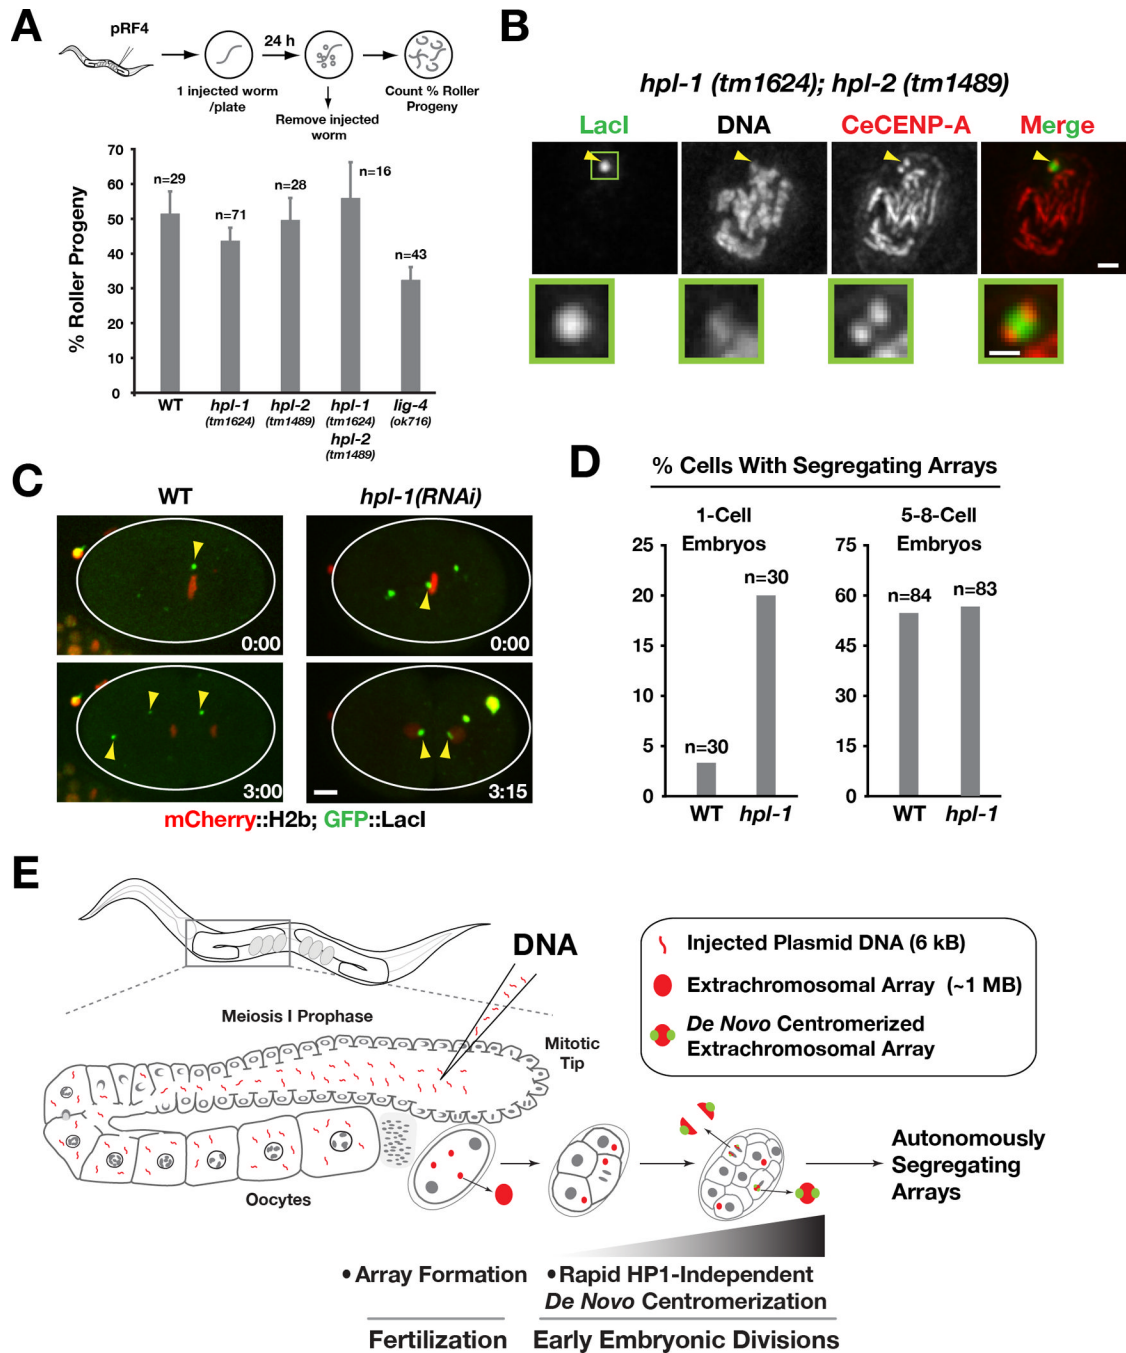 A
pRF4
24 h
1 injected worm
/plate
Count % Roller
Progeny
Remove injected
worm
% Roller Progeny
70
60
50
40
30
20
10
0
n=29
n=71
n=28
n=16
n=43
WT
hpl-1
(tm1624)
hpl-2
(tm1489)
hpl-1
(tm1624)
hpl-2
(tm1489)
lig-4
(ok716)
B
hpl-1 (tm1624); hpl-2 (tm1489)
LacI
DNA
CeCENP-A
Merge
C
WT
hpl-1(RNAi)
0:00
0:00
3:00
3:15
mCherry::H2b; GFP::LacI
D
% Cells With Segregating Arrays
1-Cell
Embryos
25
20
15
10
5
0
n=30
n=30
WT
hpl-1
5-8-Cell
Embryos
75
60
45
30
15
0
n=84
n=83
WT
hpl-1
E
DNA
Meiosis I Prophase
Mitotic
Tip
Oocytes
Injected Plasmid DNA (6 kB)
Extrachromosomal Array (~1 MB)
De Novo Centromerized
Extrachromosomal Array
Autonomously
Segregating
Arrays
• Array Formation
• Rapid HP1-Independent
De Novo Centromerization
Fertilization
Early Embryonic Divisions